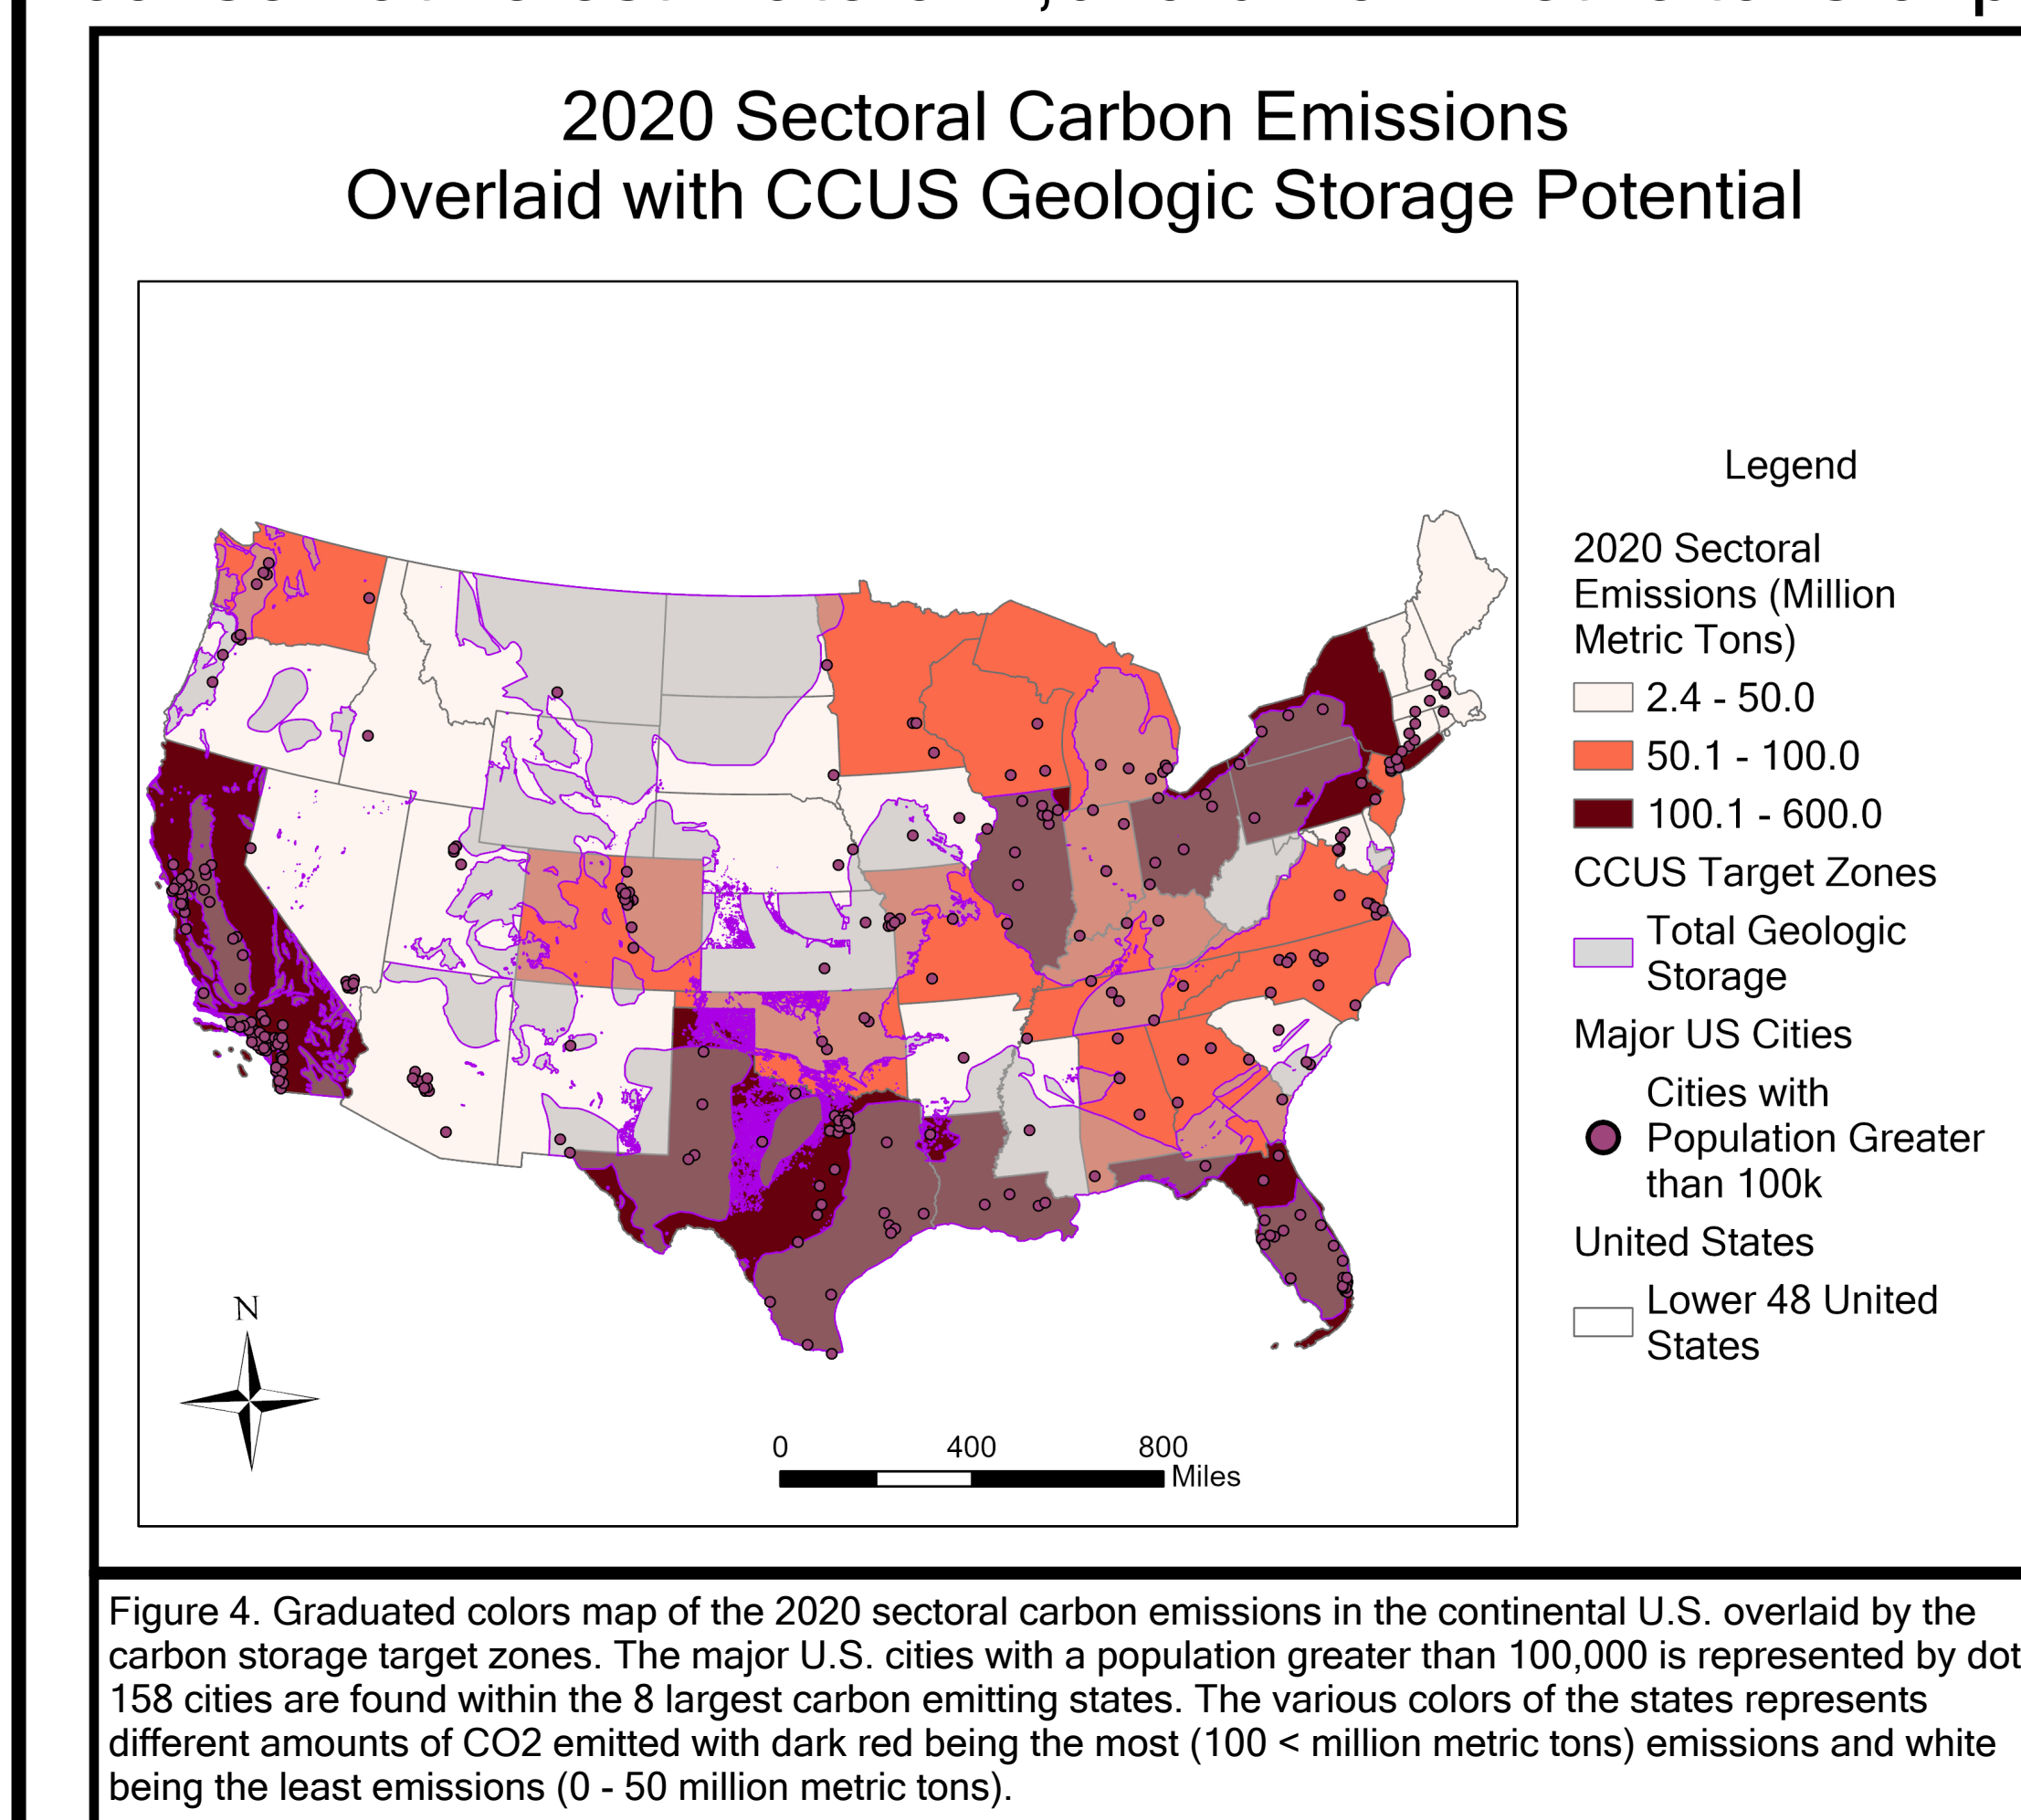 2020 Sectoral Carbon Emissions
Overlaid with CCUS Geologic Storage Potential
Legend
2020 Sectoral
Emissions (Million
Metric Tons)
2.4 - 50.0
50.1 - 100.0
100.1 - 600.0
CCUS Target Zones
Total Geologic
Storage
Major US Cities
Cities with
Population Greater
than 100k
United States
Lower 48 United
States
N
0 400 800
Miles
Figure 4. Graduated colors map of the 2020 sectoral carbon emissions in the continental U.S. overlaid by the
carbon storage target zones. The major U.S. cities with a population greater than 100,000 is represented by dot
158 cities are found within the 8 largest carbon emitting states. The various colors of the states represents
different amounts of CO2 emitted with dark red being the most (100 < million metric tons) emissions and white
being the least emissions (0 - 50 million metric tons).